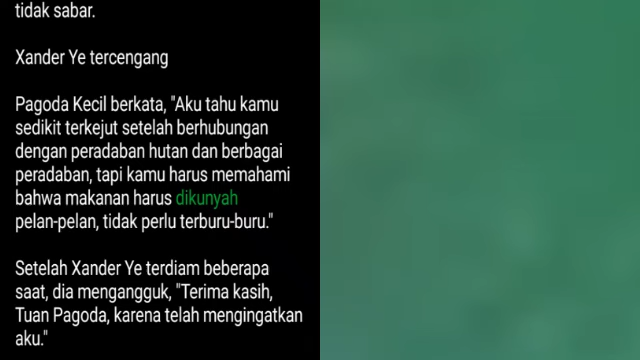 tidak sabar.
Xander Ye tercengang
Pagoda Kecil berkata, "Aku tahu kamu
sedikit terkejut setelah berhubungan
dengan peradaban hutan dan berbagai
peradaban, tapi kamu harus memahami
bahwa makanan harus dikunyah
pelan-pelan, tidak perlu terburu-buru."
Setelah Xander Ye terdiam beberapa
saat, dia mengangguk, "Terima kasih,
Tuan Pagoda, karena telah mengingatkan
aku."